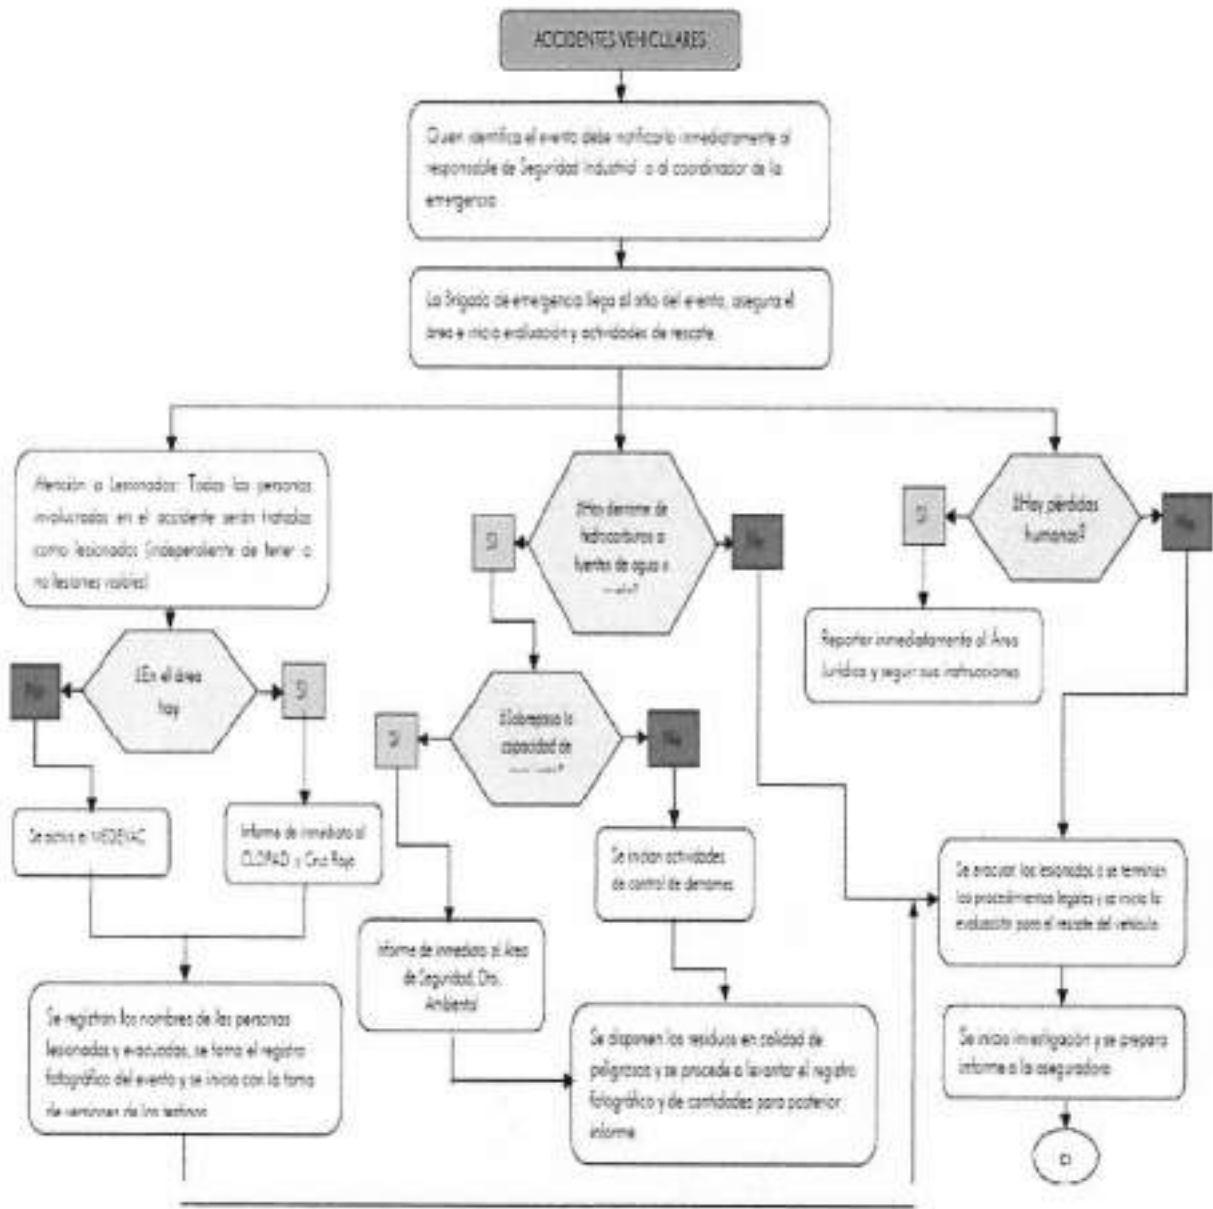 ACCIDENTES VEHICULARES
Quien identifica el evento debe notificarlo inmediatamente al
responsable de Seguridad Industrial o al coordinador de la
emergencia
La Brigada de emergencia llega al sitio del evento, asegura el
área e inicia evaluación y actividades de rescate.
Atención a Lesionados: Todas las personas
involucradas en el accidente serán tratadas
como lesionados (independiente de tener o
no lesiones visibles)
¿En el área
hay
No
Si
Se activa el MEDEVAC
Informe de inmediato al
CLOPAD y Cruz Roja
Se registran los nombres de las personas
lesionadas y evacuadas, se toma el registro
fotográfico del evento y se inicia con la toma
de versiones de los testigos
¿Hay derrame de
hidrocarburos a
fuentes de agua o
Si
No
¿Sobrepasa la
capacidad de
Si
No
Informe de inmediato al Área
de Seguridad, Dto.
Ambiental
Se inician actividades
de control de derrames
Se disponen los residuos en calidad de
peligrosos y se procede a levantar el registro
fotográfico y de cantidades para posterior
informe
¿Hay pérdidas
humanas?
Si
No
Reportar inmediatamente al Área
Jurídica y seguir sus instrucciones
Se evacuan los lesionados o se terminan
los procedimientos legales y se inicia la
evaluación para el rescate del vehículo
Se inicia investigación y se prepara
informe a la aseguradora